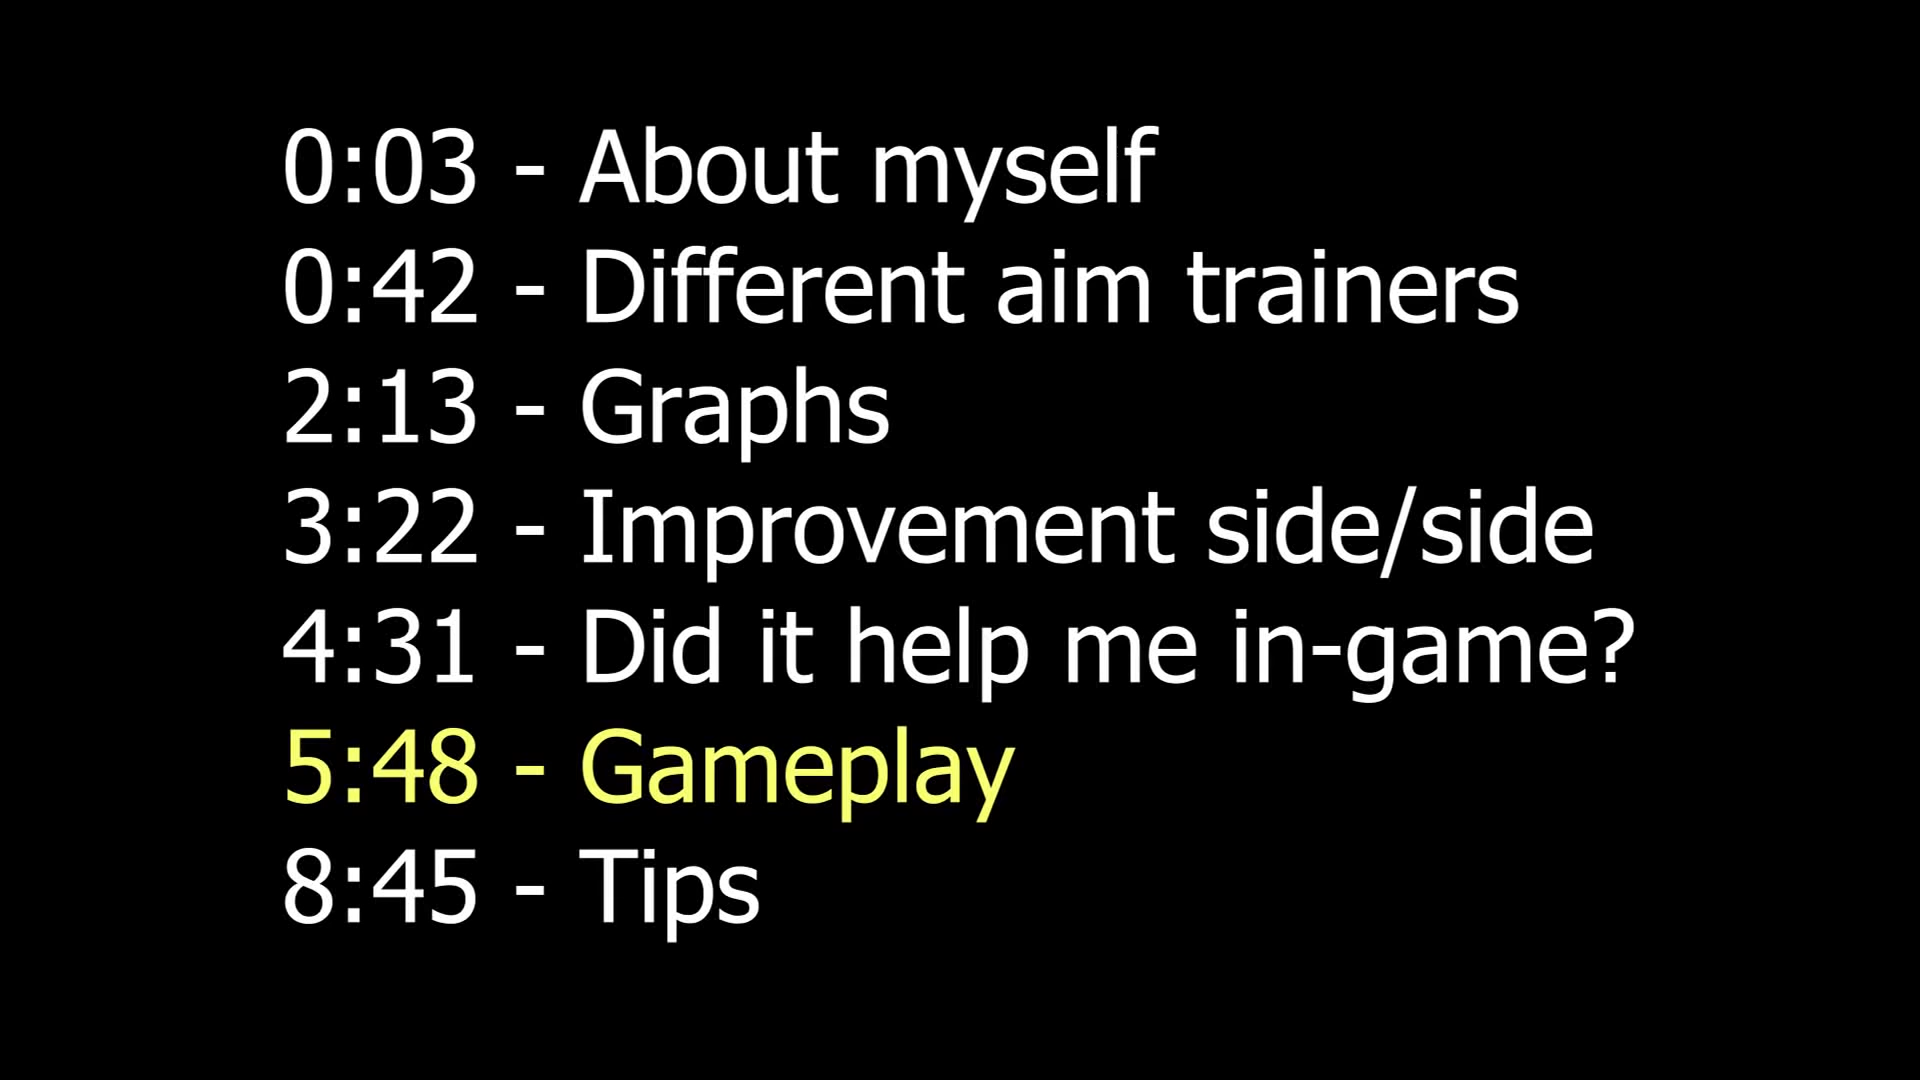 0:03 - About myself
0:42 - Different aim trainers
2:13 - Graphs
3:22 - Improvement side/side
4:31 - Did it help me in-game?
5:48 - Gameplay
8:45 - Tips